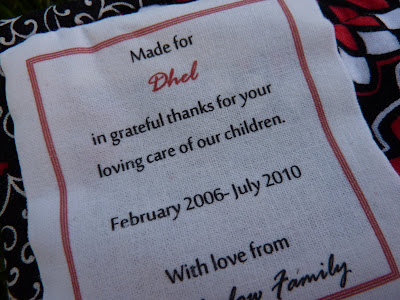 Made for
Dhel
in grateful thanks for your
loving care of our children.
February 2006- July 2010
With love from
Family